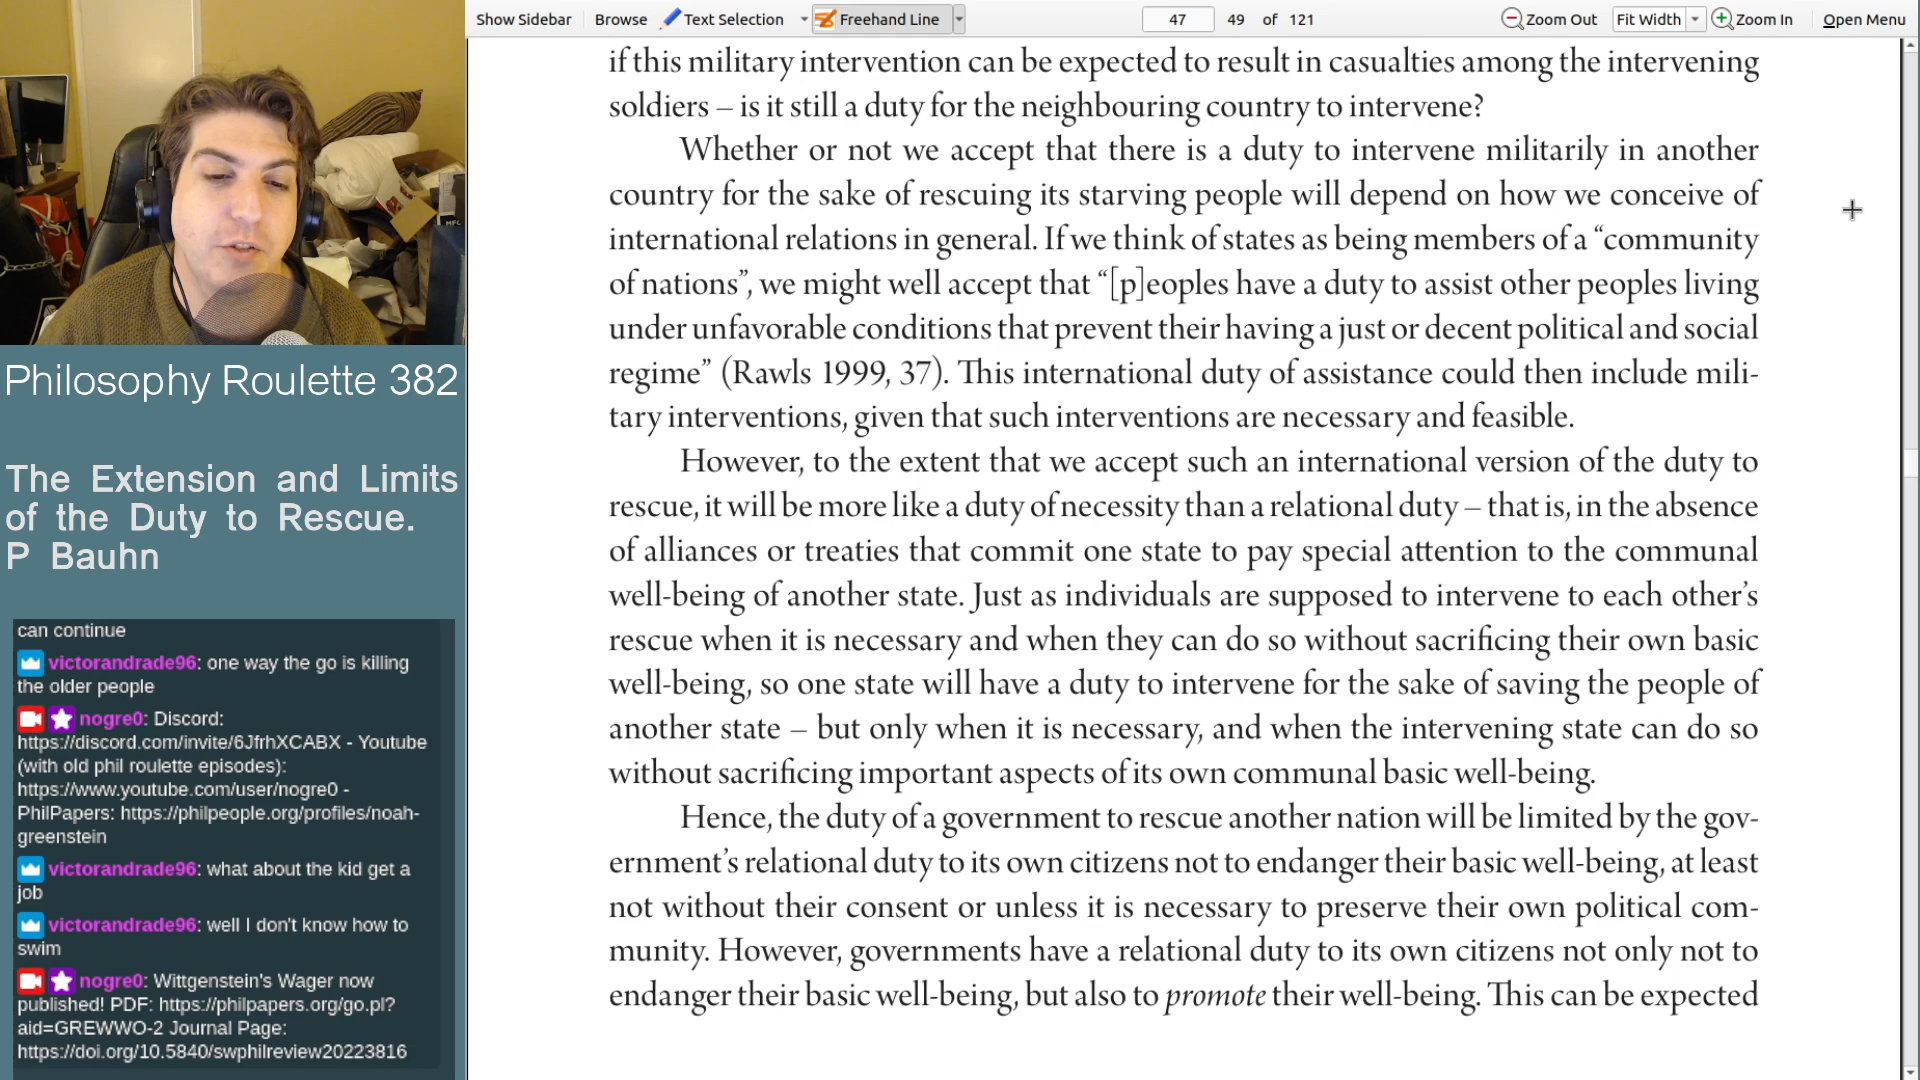 Show Sidebar Browse Text Selection Freehand Line 47 49 of 121 Zoom Out Fit Width Zoom In Open Menu
if this military intervention can be expected to result in casualties among the intervening
soldiers – is it still a duty for the neighbouring country to intervene?
Whether or not we accept that there is a duty to intervene militarily in another
country for the sake of rescuing its starving people will depend on how we conceive of
international relations in general. If we think of states as being members of a “community
of nations”, we might well accept that “[p]eoples have a duty to assist other peoples living
under unfavorable conditions that prevent their having a just or decent political and social
regime” (Rawls 1999, 37). This international duty of assistance could then include mili-
tary interventions, given that such interventions are necessary and feasible.
However, to the extent that we accept such an international version of the duty to
rescue, it will be more like a duty of necessity than a relational duty – that is, in the absence
of alliances or treaties that commit one state to pay special attention to the communal
well-being of another state. Just as individuals are supposed to intervene to each other’s
rescue when it is necessary and when they can do so without sacrificing their own basic
well-being, so one state will have a duty to intervene for the sake of saving the people of
another state – but only when it is necessary, and when the intervening state can do so
without sacrificing important aspects of its own communal basic well-being.
Hence, the duty of a government to rescue another nation will be limited by the gov-
ernment’s relational duty to its own citizens not to endanger their basic well-being, at least
not without their consent or unless it is necessary to preserve their own political com-
munity. However, governments have a relational duty to its own citizens not only not to
endanger their basic well-being, but also to promote their well-being. This can be expected
Philosophy Roulette 382
The Extension and Limits
of the Duty to Rescue.
P Bauhn
can continue
victorandrade96: one way the go is killing
the older people
nogre0: Discord:
https://discord.com/invite/6JfrhXCABX - Youtube
(with old phil roulette episodes):
https://www.youtube.com/user/nogre0 -
PhilPapers: https://philpeople.org/profiles/noah-
greenstein
victorandrade96: what about the kid get a
job
victorandrade96: well I don't know how to
swim
nogre0: Wittgenstein's Wager now
published! PDF: https://philpapers.org/go.pl?
aid=GREWWO-2 Journal Page:
https://doi.org/10.5840/swphilreview20223816